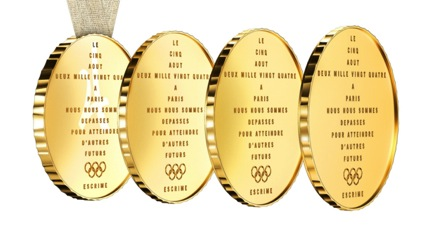 LE
CINQ
AOUT
DEUX MILLE VINGT
A
PARIS
NOUS NOUS SOMMES
DEPASSES
POUR ATTEINDRE
D'AUTRES
FUTURS
ESCRIME
LE
CINQ
AOUT
DEUX MILLE VINGT
A
PARIS
NOUS NOUS SOMMES
DEPASSES
POUR ATTEINDRE
D'AUTRES
FUTURS
ESCRIME
LE
CINQ
AOUT
DEUX MILLE VINGT
A
PARIS
NOUS NOUS SOMMES
DEPASSES
POUR ATTEINDRE
D'AUTRES
FUTURS
ESCRIME
LE
CINQ
AOUT
DEUX MILLE VINGT QUATRE
A
PARIS
NOUS NOUS SOMMES
DEPASSES
POUR ATTEINDRE
D'AUTRES
FUTURS
ESCRIME